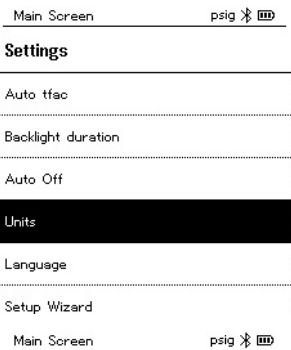 Main Screen psig
Settings
Auto tfac
Backlight duration
Auto Off
Units
Language
Setup Wizard
Main Screen psig